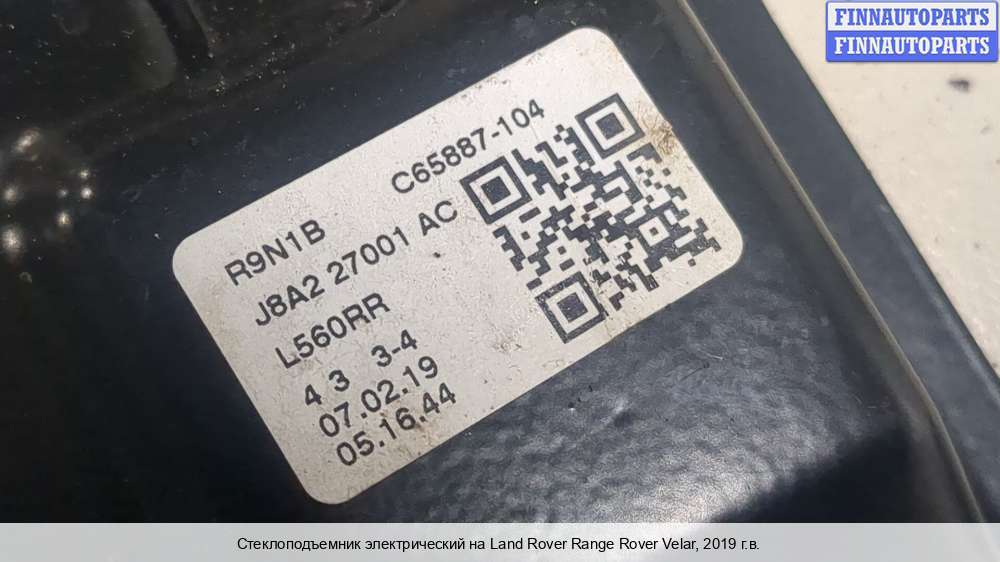 FINNAUTOPARTS
FINNAUTOPARTS
R9N1B C65887-104
J8A2 27001 AC
L560RR
4 3 3-4
07.02.19
05.16.44
Стеклоподъемник электрический на Land Rover Range Rover Velar, 2019 г.в.